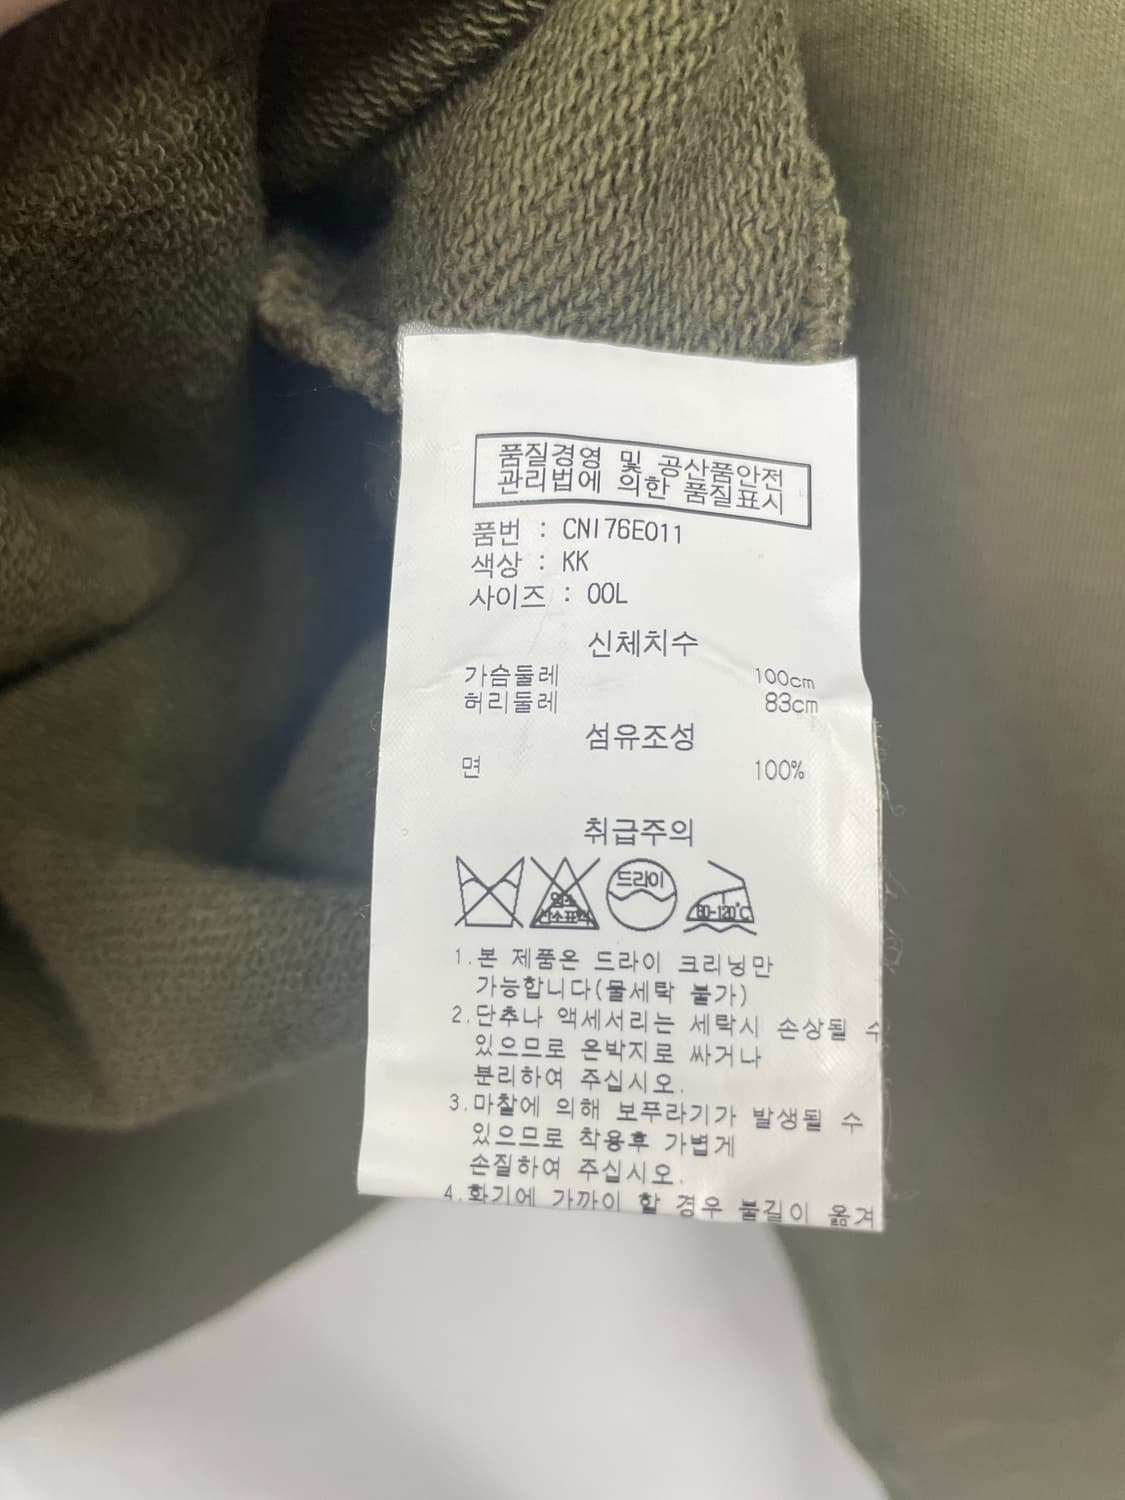 품질경영 및 공산품안전
관리법에 의한 품질표시
품번 : CNI76E011
색상 : KK
사이즈 : 00L
신체치수
가슴둘레 100cm
허리둘레 83cm
섬유조성
면 100%
취급주의
드라이 80-120℃
1.본 제품은 드라이 크리닝만
가능합니다(물세탁 불가)
2.단추나 액세서리는 세탁시 손상될 수
있으므로 은박지로 싸거나
분리하여 주십시오.
3.마찰에 의해 보푸라기가 발생될 수
있으므로 착용후 가볍게
손질하여 주십시오.
4.화기에 가까이 할 경우 불길이 옮겨